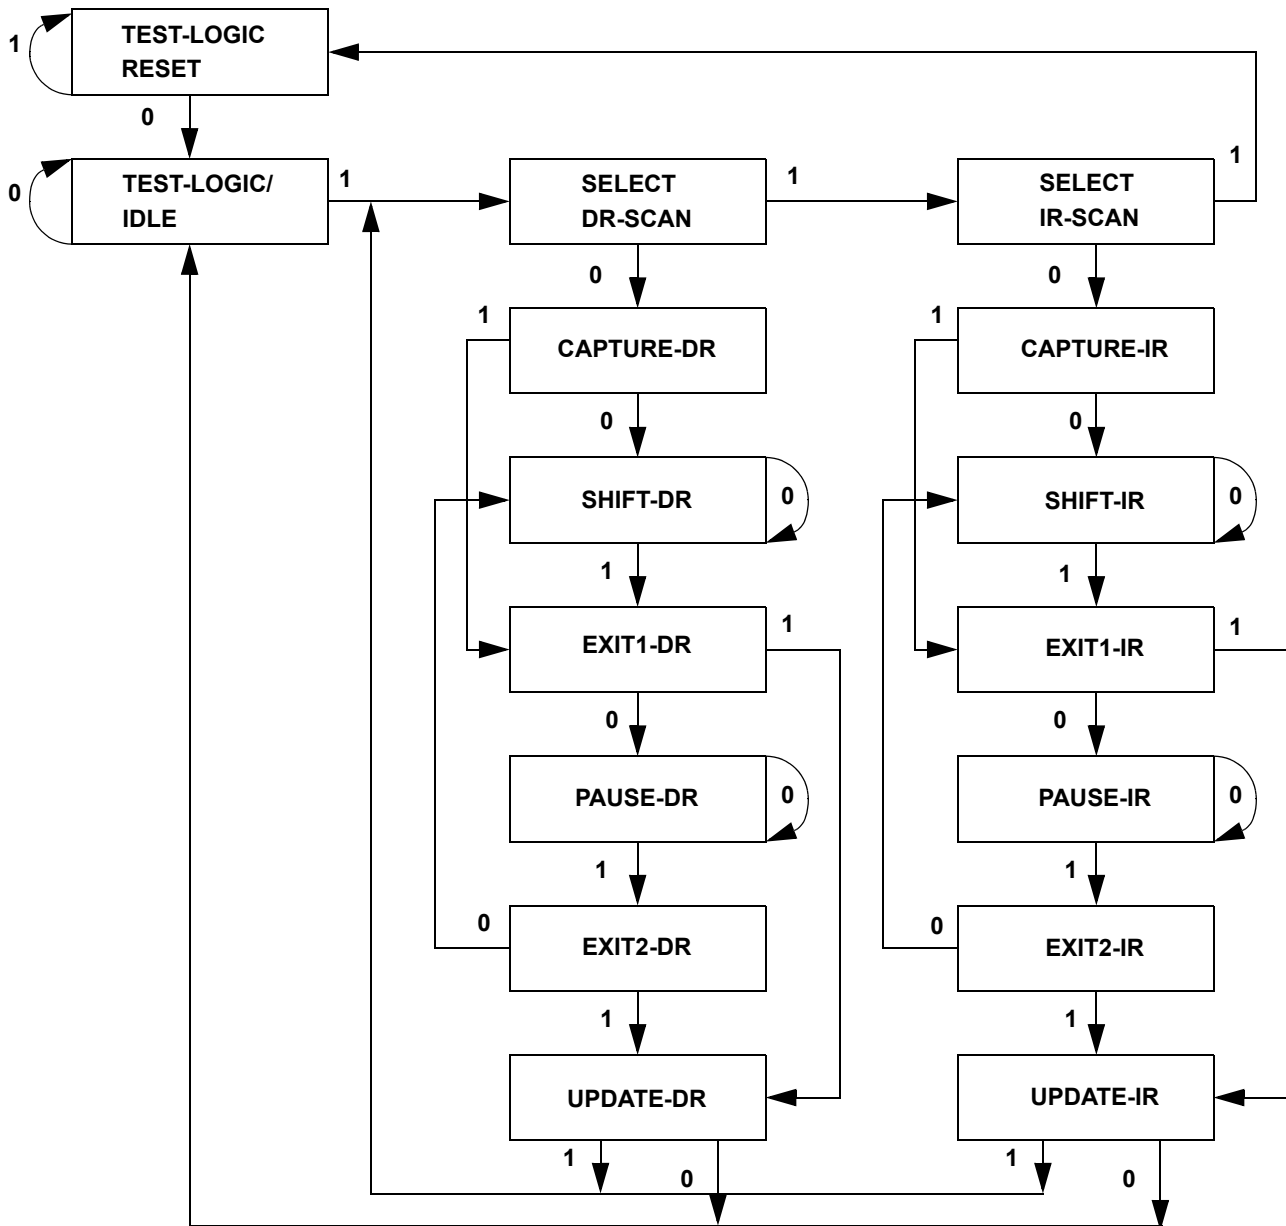 TEST-LOGIC
RESET
1
0
TEST-LOGIC/
IDLE
0
1
SELECT
DR-SCAN
1
SELECT
IR-SCAN
1
0
0
1
CAPTURE-DR
1
CAPTURE-IR
0
0
SHIFT-DR
0
SHIFT-IR
0
1
1
EXIT1-DR
1
EXIT1-IR
1
0
0
PAUSE-DR
0
PAUSE-IR
0
1
1
0
EXIT2-DR
0
EXIT2-IR
1
1
UPDATE-DR
UPDATE-IR
1
0
1
0